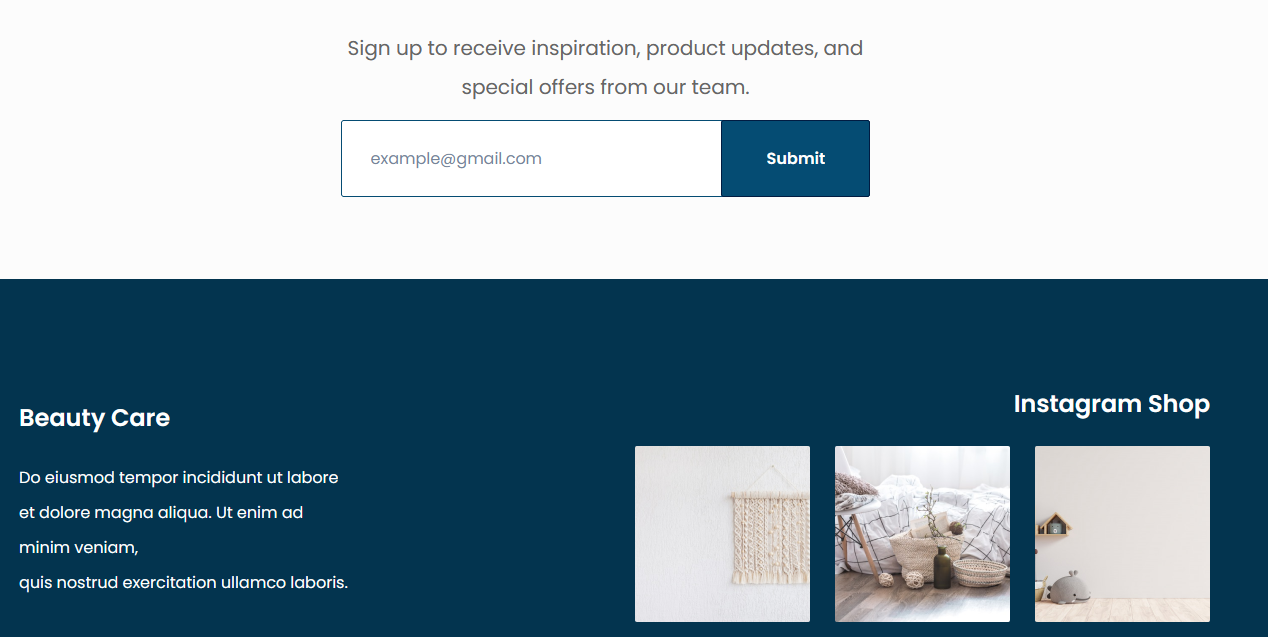 Sign up to receive inspiration, product updates, and
special offers from our team.
example@gmail.com
Submit
Beauty Care
Do eiusmod tempor incididunt ut labore
et dolore magna aliqua. Ut enim ad
minim veniam,
quis nostrud exercitation ullamco laboris.
Instagram Shop